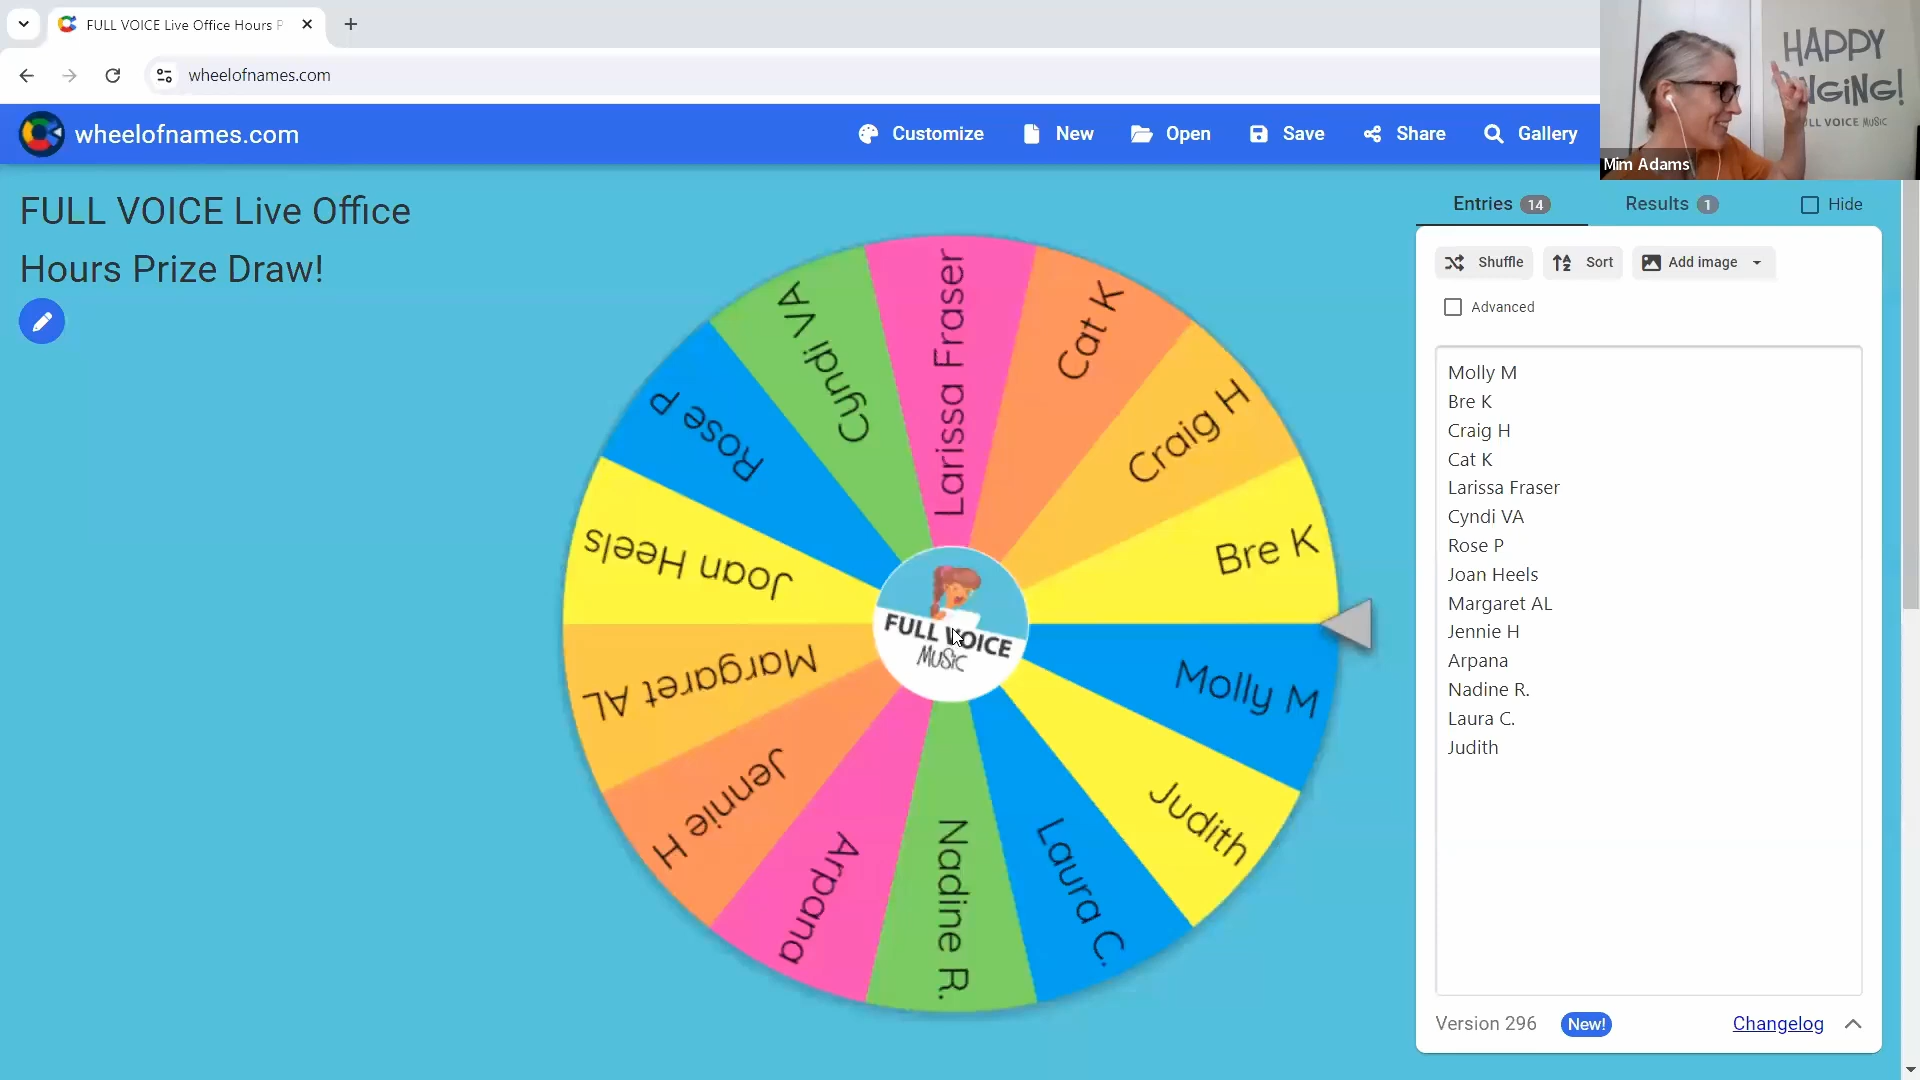 FULL VOICE Live Office Hours P
wheelofnames.com
wheelofnames.com
Customize
New
Open
Save
Share
Gallery
HAPPY
INGING!
LL VOICE MUSIC
Mim Adams
FULL VOICE Live Office
Hours Prize Draw!
Entries 14
Results 1
Hide
Shuffle
Sort
Add image
Advanced
Molly M
Bre K
Craig H
Cat K
Larissa Fraser
Cyndi VA
Rose P
Joan Heels
Margaret AL
Jennie H
Arpana
Nadine R.
Laura C.
Judith
Larissa Fraser
Cat K
Craig H
Bre K
Molly M
Judith
Laura C.
Nadine R.
Arpana
Jennie H
Margaret AL
Joan Heels
Rose P
Cyndi VA
FULL VOICE
MUSIC
Version 296
New!
Changelog